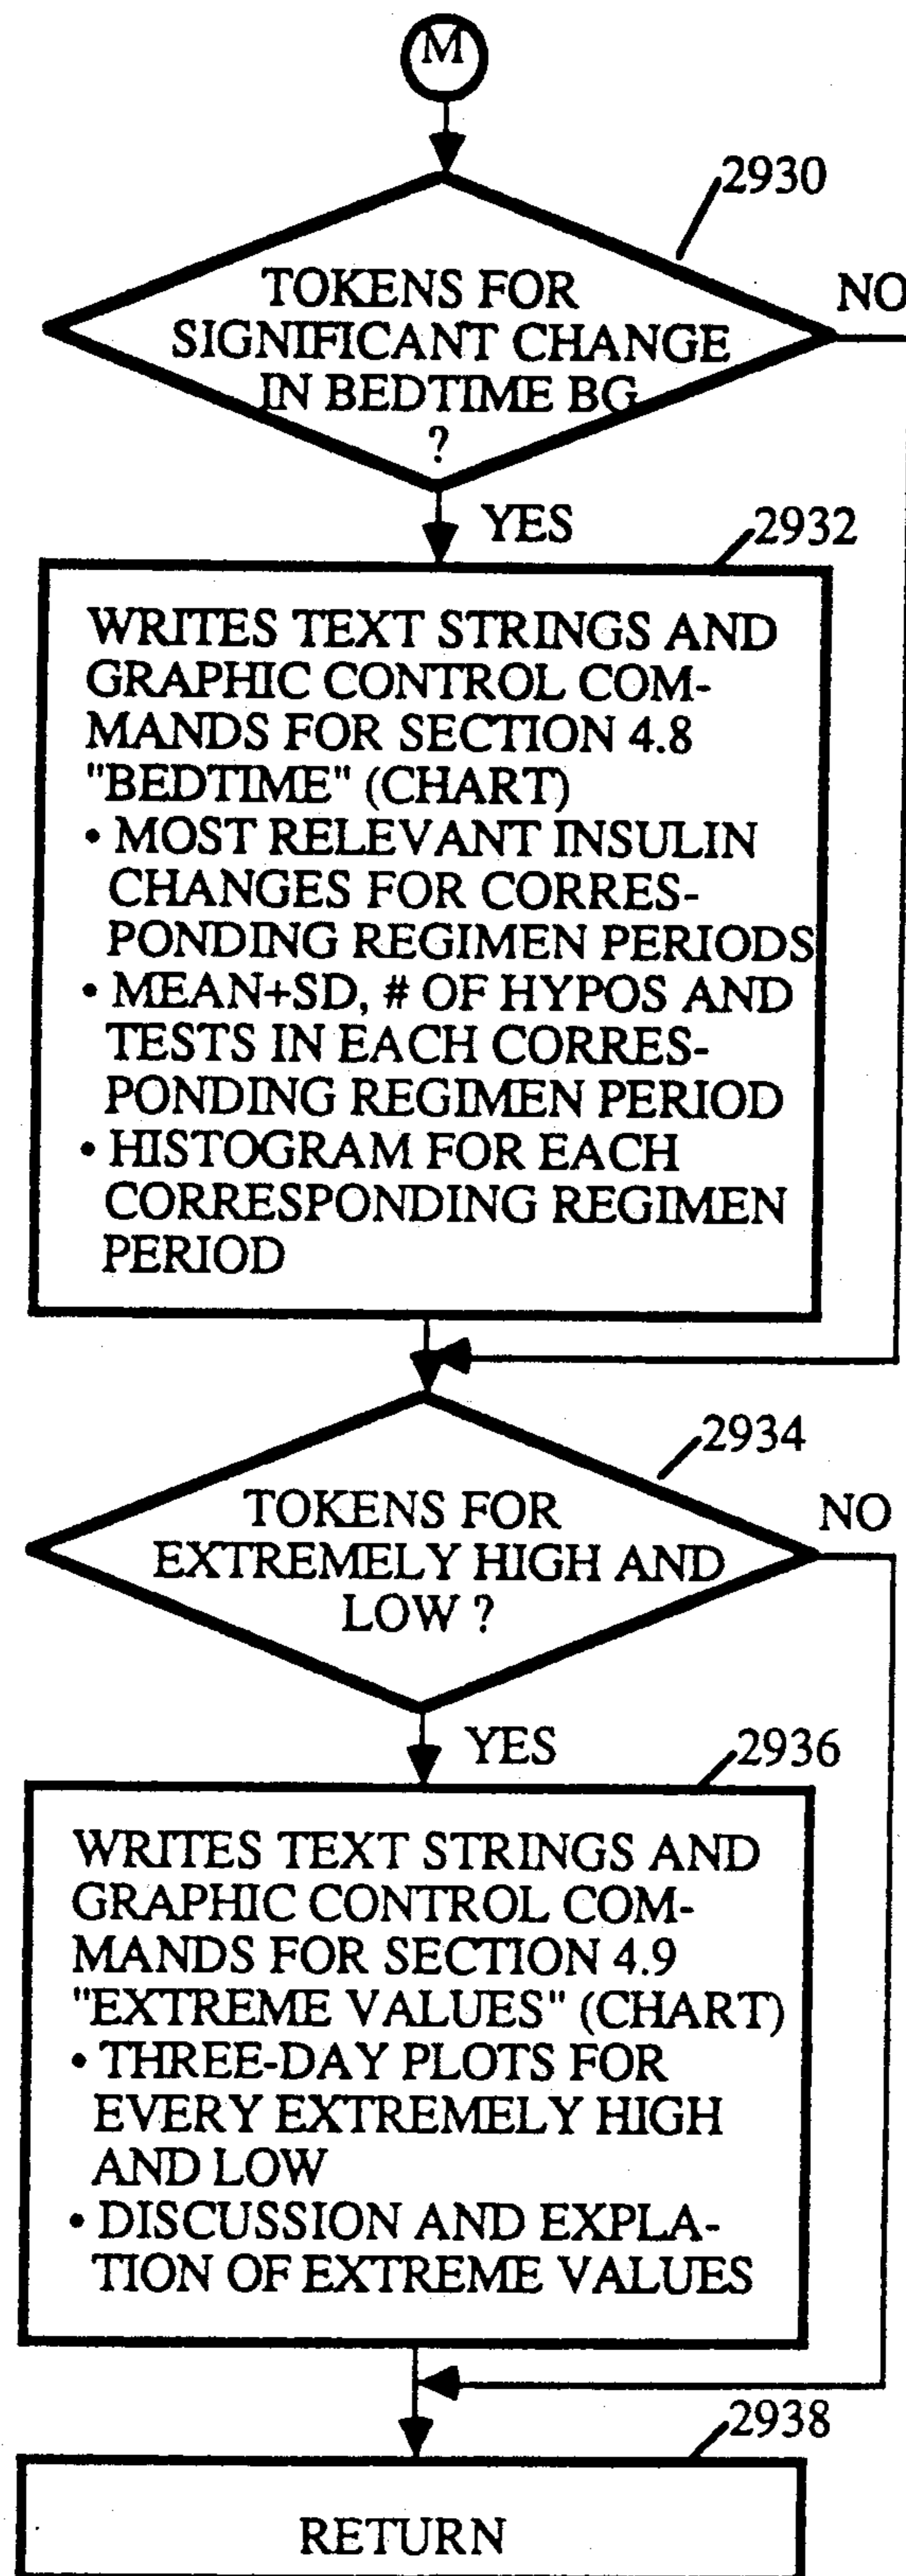 M
2930
TOKENS FOR
NO
SIGNIFICANT CHANGE
IN BEDTIME BG
?
YES
2932
WRITES TEXT STRINGS AND
GRAPHIC CONTROL COM-
MANDS FOR SECTION 4.8
"BEDTIME" (CHART)
• MOST RELEVANT INSULIN
CHANGES FOR CORRES-
PONDING REGIMEN PERIODS
• MEAN+SD, # OF HYPOS AND
TESTS IN EACH CORRES-
PONDING REGIMEN PERIOD
• HISTOGRAM FOR EACH
CORRESPONDING REGIMEN
PERIOD
2934
TOKENS FOR
NO
EXTREMELY HIGH AND
LOW ?
YES
2936
WRITES TEXT STRINGS AND
GRAPHIC CONTROL COM-
MANDS FOR SECTION 4.9
"EXTREME VALUES" (CHART)
• THREE-DAY PLOTS FOR
EVERY EXTREMELY HIGH
AND LOW
• DISCUSSION AND EXPLA-
TION OF EXTREME VALUES
2938
RETURN